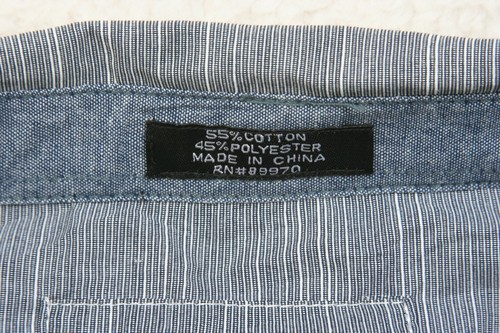 55% COTTON
45% POLYESTER
MADE IN CHINA
RN#89970